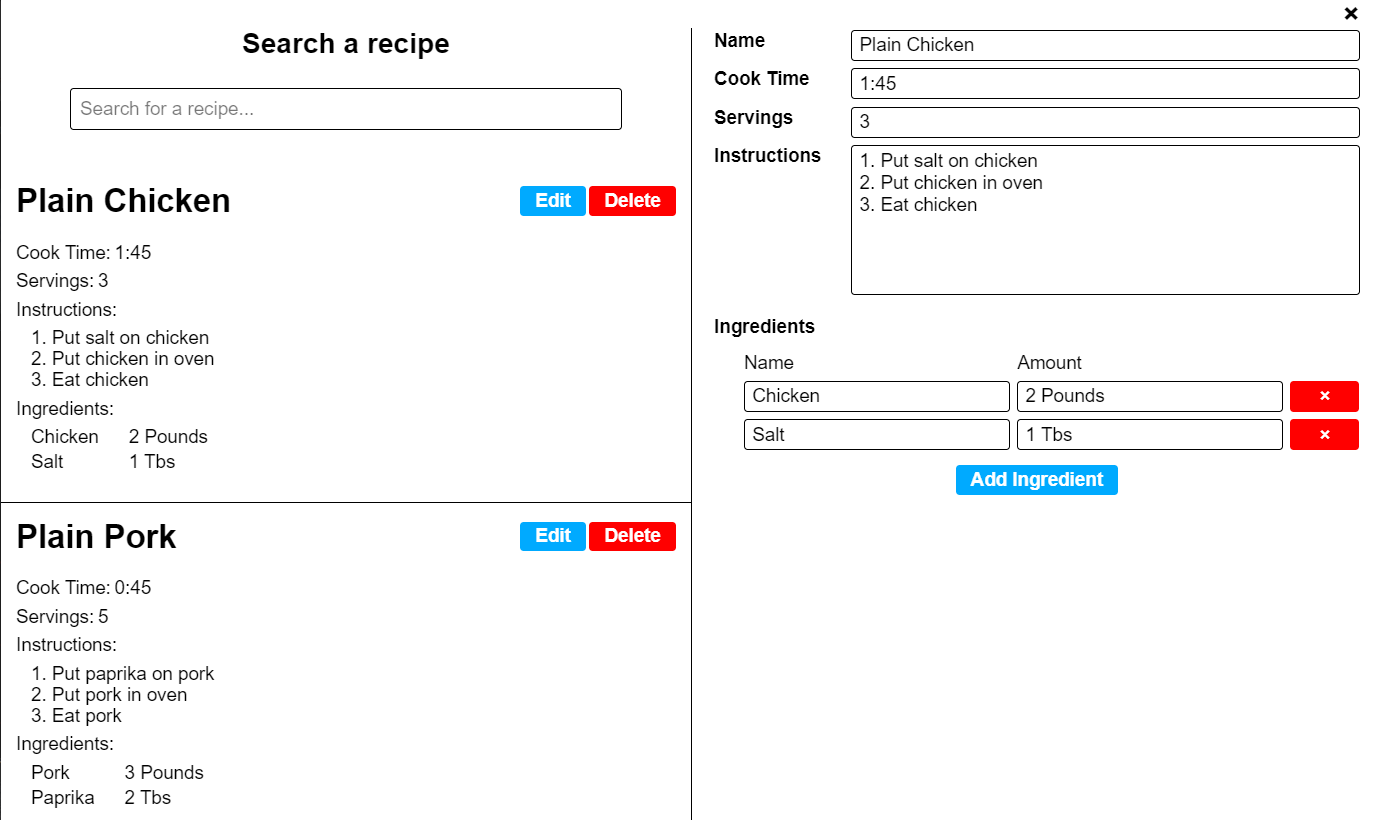 Search a recipe
Search for a recipe...
Plain Chicken
Edit Delete
Cook Time: 1:45
Servings: 3
Instructions:
1. Put salt on chicken
2. Put chicken in oven
3. Eat chicken
Ingredients:
Chicken 2 Pounds
Salt 1 Tbs
Plain Pork
Edit Delete
Cook Time: 0:45
Servings: 5
Instructions:
1. Put paprika on pork
2. Put pork in oven
3. Eat pork
Ingredients:
Pork 3 Pounds
Paprika 2 Tbs
×
Name Plain Chicken
Cook Time 1:45
Servings 3
Instructions 1. Put salt on chicken
2. Put chicken in oven
3. Eat chicken
Ingredients
Name Amount
Chicken 2 Pounds ×
Salt 1 Tbs ×
Add Ingredient